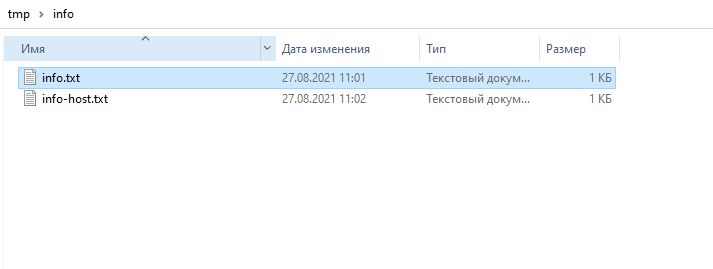 tmp > info
Имя Дата изменения Тип Размер
info.txt 27.08.2021 11:01 Текстовый докум... 1 КБ
info-host.txt 27.08.2021 11:02 Текстовый докум... 1 КБ